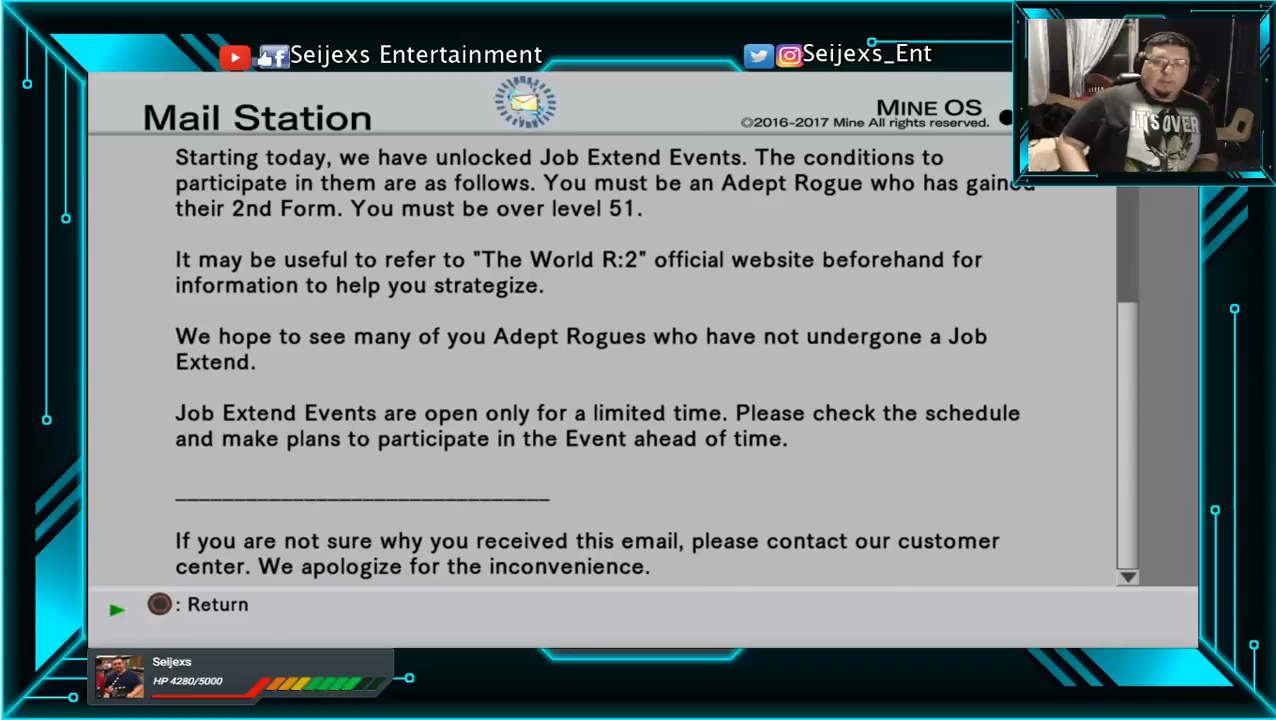 Seijexs Entertainment
Seijexs_Ent
Mail Station
MINE OS
©2016-2017 Mine All rights reserved.
IT'S OVER
Starting today, we have unlocked Job Extend Events. The conditions to
participate in them are as follows. You must be an Adept Rogue who has gained
their 2nd Form. You must be over level 51.
It may be useful to refer to "The World R:2" official website beforehand for
information to help you strategize.
We hope to see many of you Adept Rogues who have not undergone a Job
Extend.
Job Extend Events are open only for a limited time. Please check the schedule
and make plans to participate in the Event ahead of time.
________________________________
If you are not sure why you received this email, please contact our customer
center. We apologize for the inconvenience.
: Return
Seijexs
HP 4280/5000